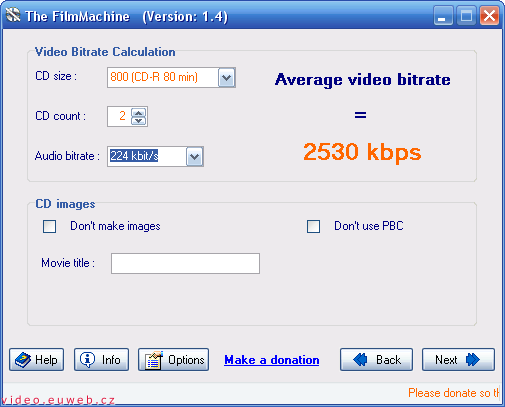 The FilmMachine (Version: 1.4)
Video Bitrate Calculation
CD size :
800 (CD-R 80 min)
CD count :
2
Audio bitrate :
224 kbit/s
Average video bitrate
=
2530 kbps
CD images
Don't make images
Don't use PBC
Movie title :
Help
Info
Options
Make a donation
Back
Next
Please donate so th
video.euweb.cz